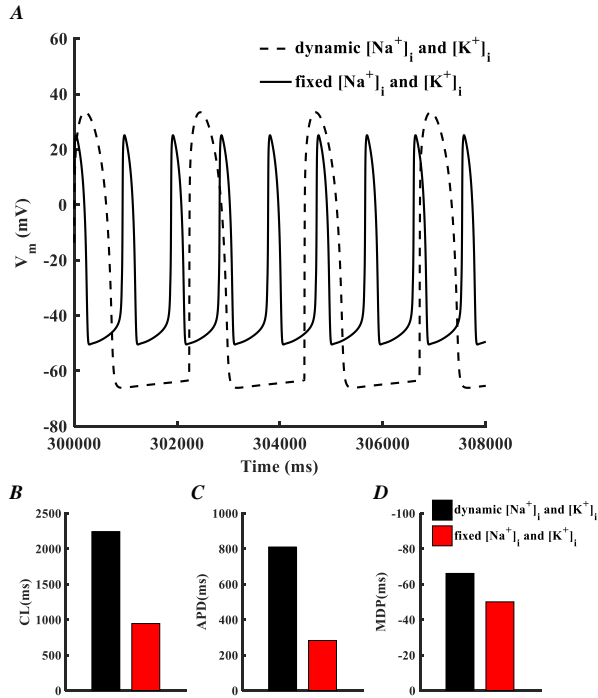 A
dynamic [Na+]i and [K+]i
fixed [Na+]i and [K+]i
60
40
20
0
-20
-40
-60
-80
Vm (mV)
300000 302000 304000 306000 308000
Time (ms)
B
2500
2000
1500
1000
500
0
CL(ms)
C
1000
800
600
400
200
0
APD(ms)
D
dynamic [Na+]i and [K+]i
fixed [Na+]i and [K+]i
-100
-80
-60
-40
-20
0
MDP(ms)